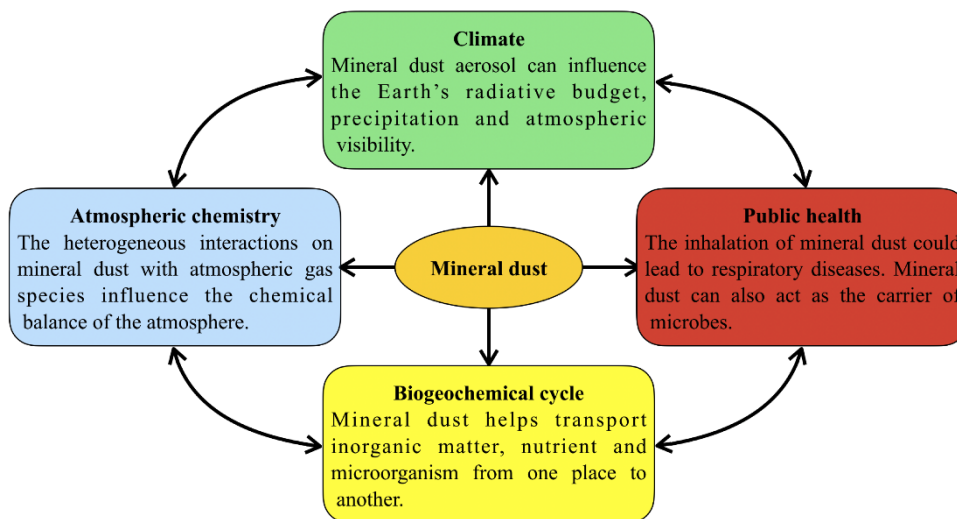 Climate
Mineral dust aerosol can influence
the Earth’s radiative budget,
precipitation and atmospheric
visibility.
Atmospheric chemistry
The heterogeneous interactions on
mineral dust with atmospheric gas
species influence the chemical
balance of the atmosphere.
Mineral dust
Public health
The inhalation of mineral dust could
lead to respiratory diseases. Mineral
dust can also act as the carrier of
microbes.
Biogeochemical cycle
Mineral dust helps transport
inorganic matter, nutrient and
microorganism from one place to
another.